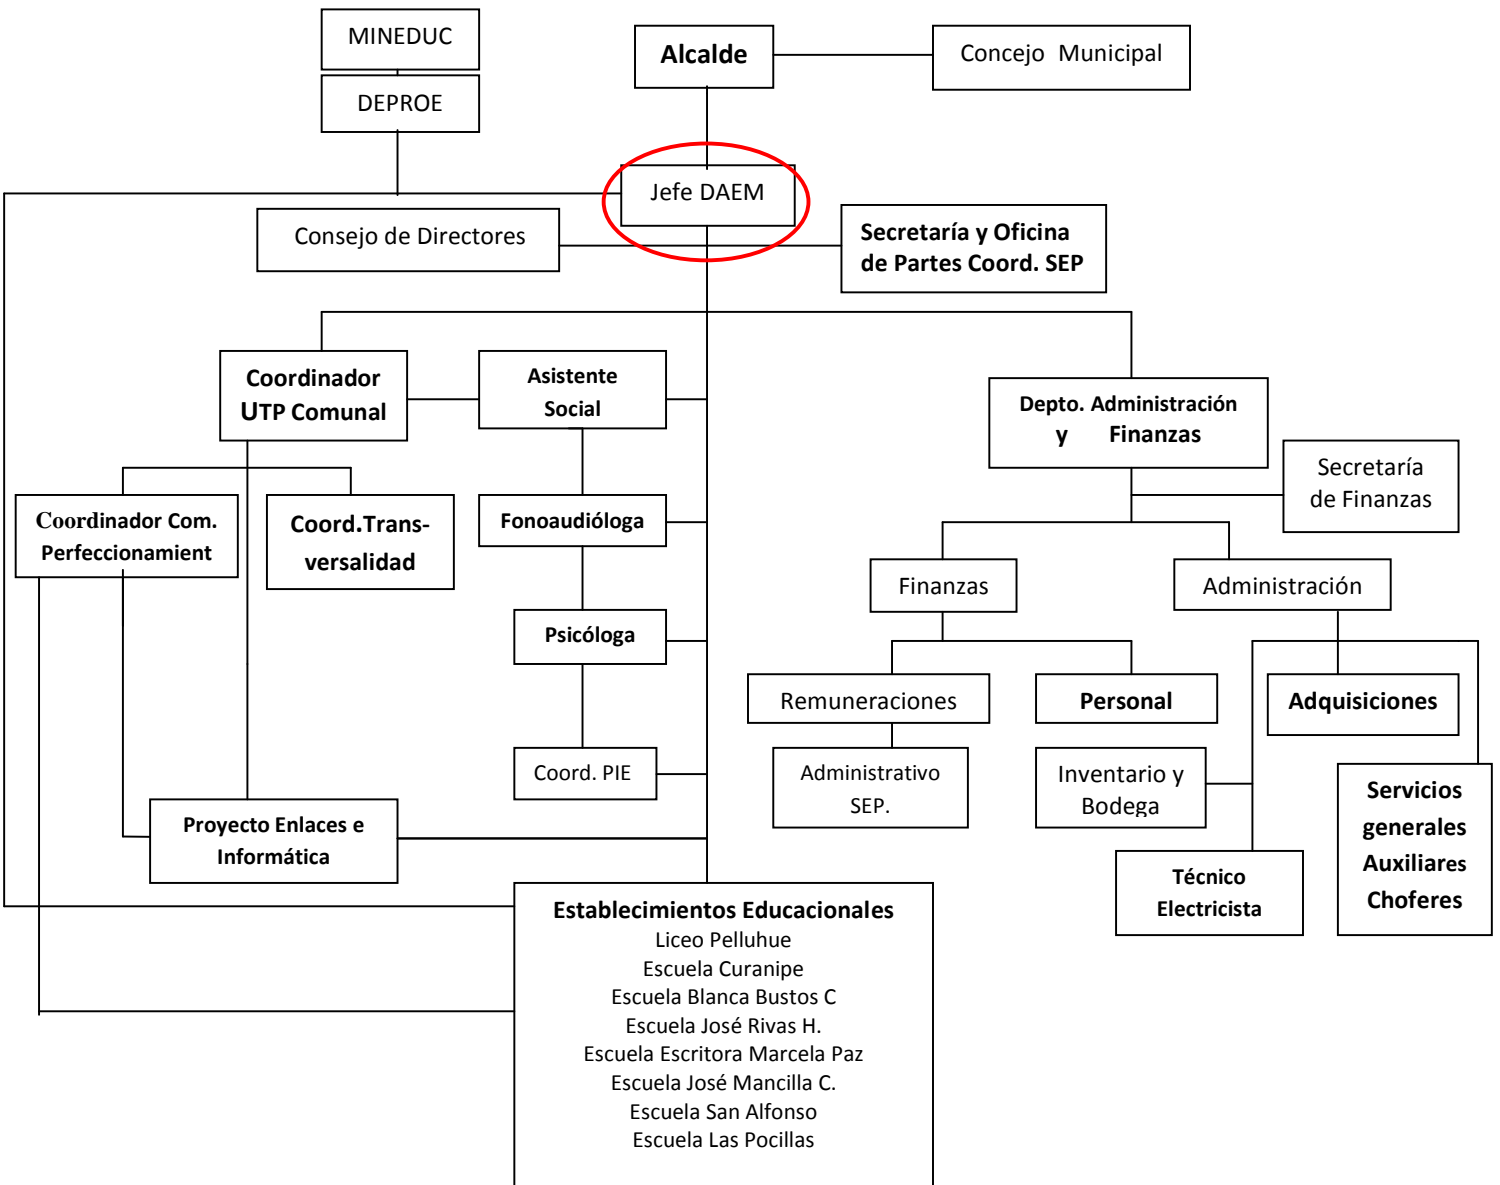 MINEDUC
Alcalde
Concejo Municipal
DEPROE
Jefe DAEM
Consejo de Directores
Secretaría y Oficina
de Partes Coord. SEP
Coordinador
UTP Comunal
Asistente
Social
Depto. Administración
y Finanzas
Secretaría
de Finanzas
Coordinador Com.
Perfeccionamient
Coord.Trans-
versalidad
Fonoaudióloga
Finanzas
Administración
Psicóloga
Remuneraciones
Personal
Adquisiciones
Coord. PIE
Administrativo
SEP.
Inventario y
Bodega
Servicios
generales
Auxiliares
Choferes
Proyecto Enlaces e
Informática
Técnico
Electricista
Establecimientos Educacionales
Liceo Pelluhue
Escuela Curanipe
Escuela Blanca Bustos C
Escuela José Rivas H.
Escuela Escritora Marcela Paz
Escuela José Mancilla C.
Escuela San Alfonso
Escuela Las Pocillas